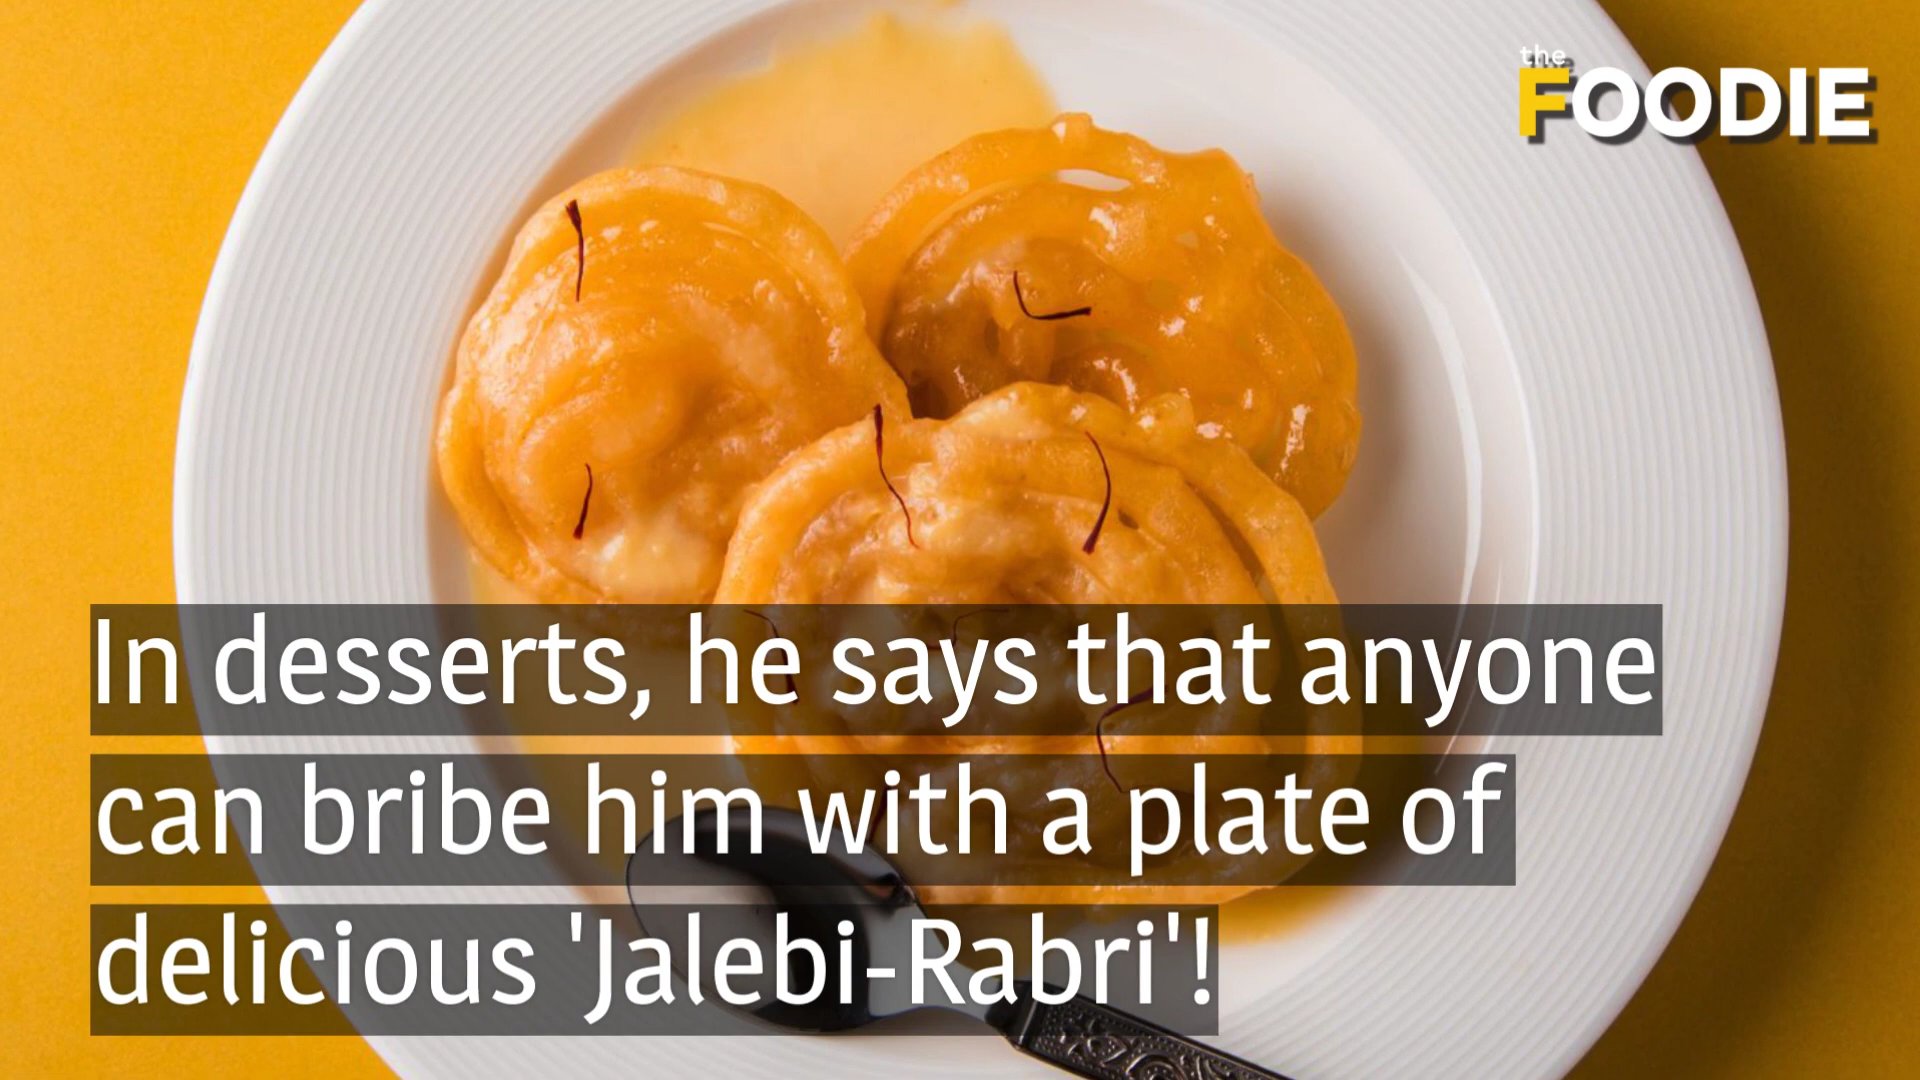 the
FOODIE
In desserts, he says that anyone
can bribe him with a plate of
delicious 'Jalebi-Rabri'!